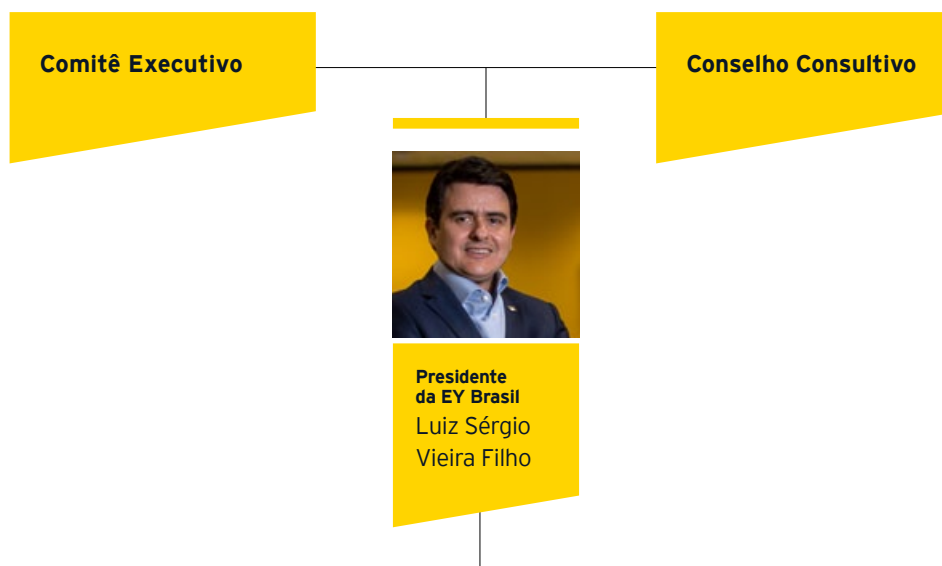 Comitê Executivo
Conselho Consultivo
Presidente
da EY Brasil
Luiz Sérgio
Vieira Filho